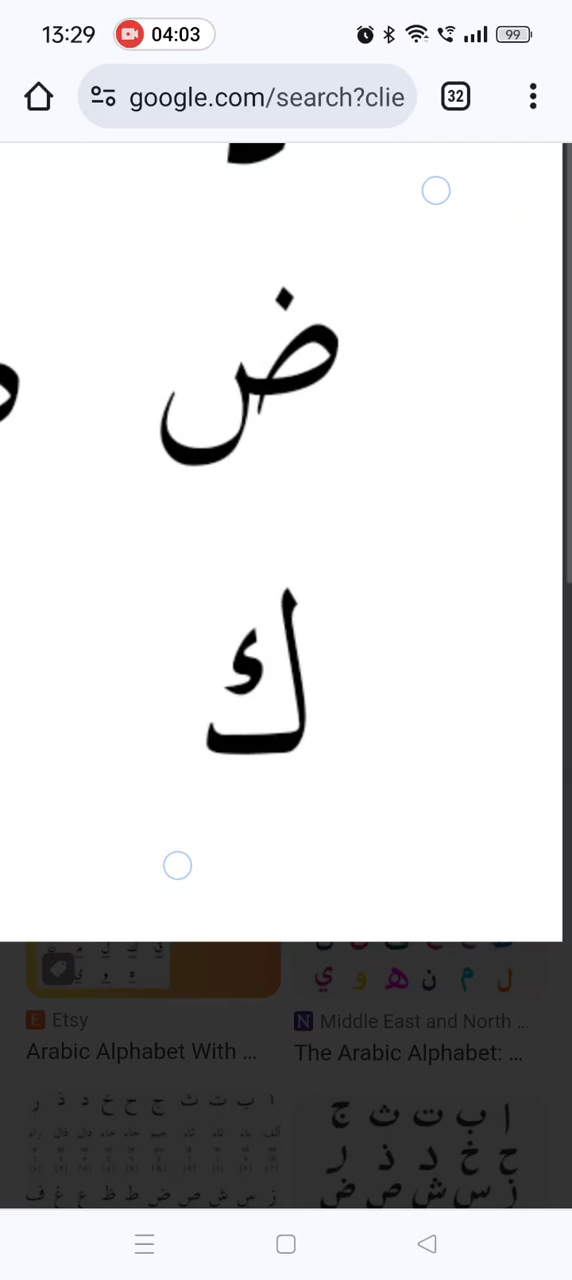 13:29
04:03
99
google.com/search?clie
32
ض
ك
Etsy
Arabic Alphabet With ...
Middle East and North ...
The Arabic Alphabet: ...
ل م ن ه و ي
ه و ي
ا ب ت ث ج ح خ د ذ ر
ز س ش ص ض ط ظ ع غ ف
ا ب ت ث ج
ح خ د ذ ر
ز س ش ص ض